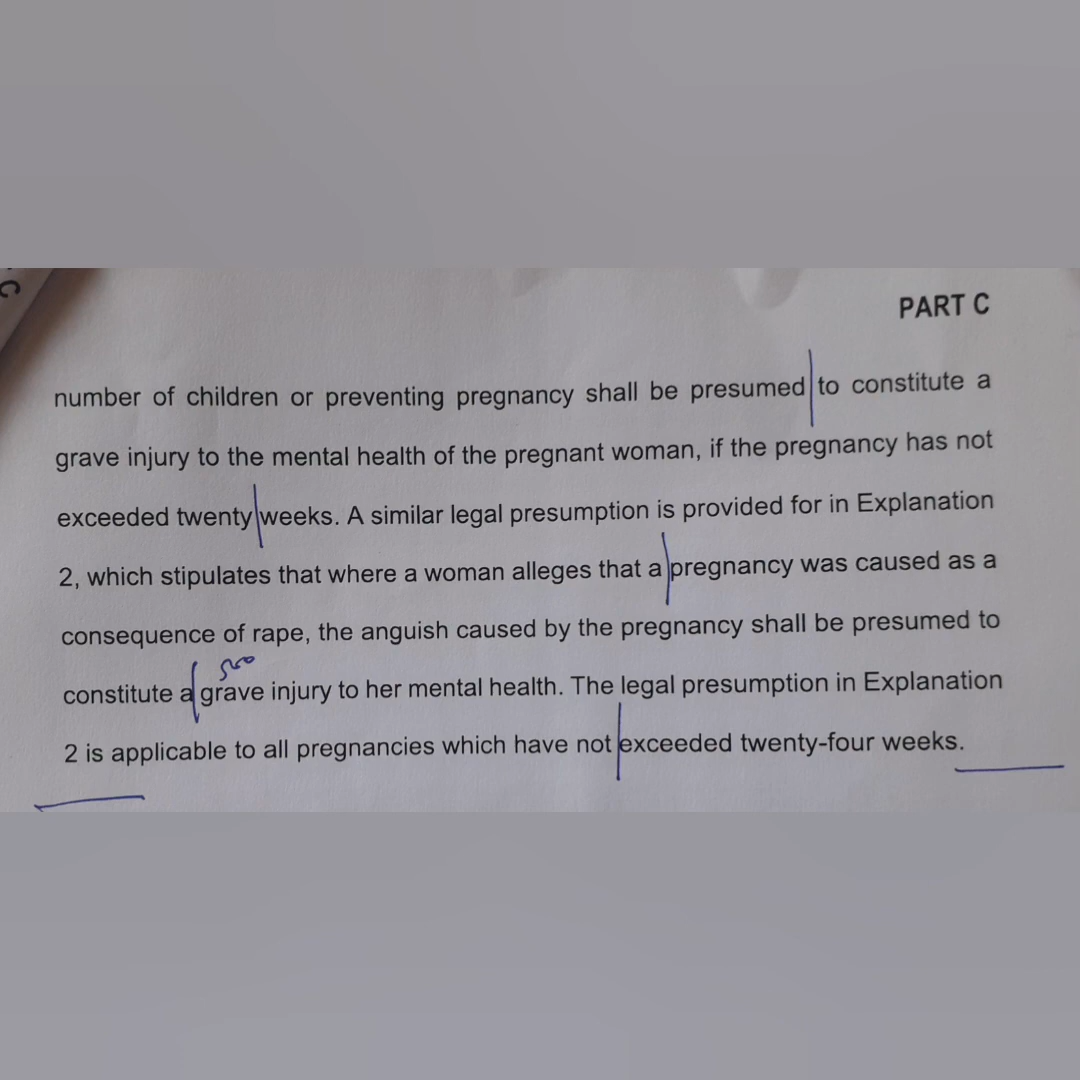 C
PART C
number of children or preventing pregnancy shall be presumed to constitute a
grave injury to the mental health of the pregnant woman, if the pregnancy has not
exceeded twenty weeks. A similar legal presumption is provided for in Explanation
2, which stipulates that where a woman alleges that a pregnancy was caused as a
consequence of rape, the anguish caused by the pregnancy shall be presumed to
500
constitute a grave injury to her mental health. The legal presumption in Explanation
2 is applicable to all pregnancies which have not exceeded twenty-four weeks.